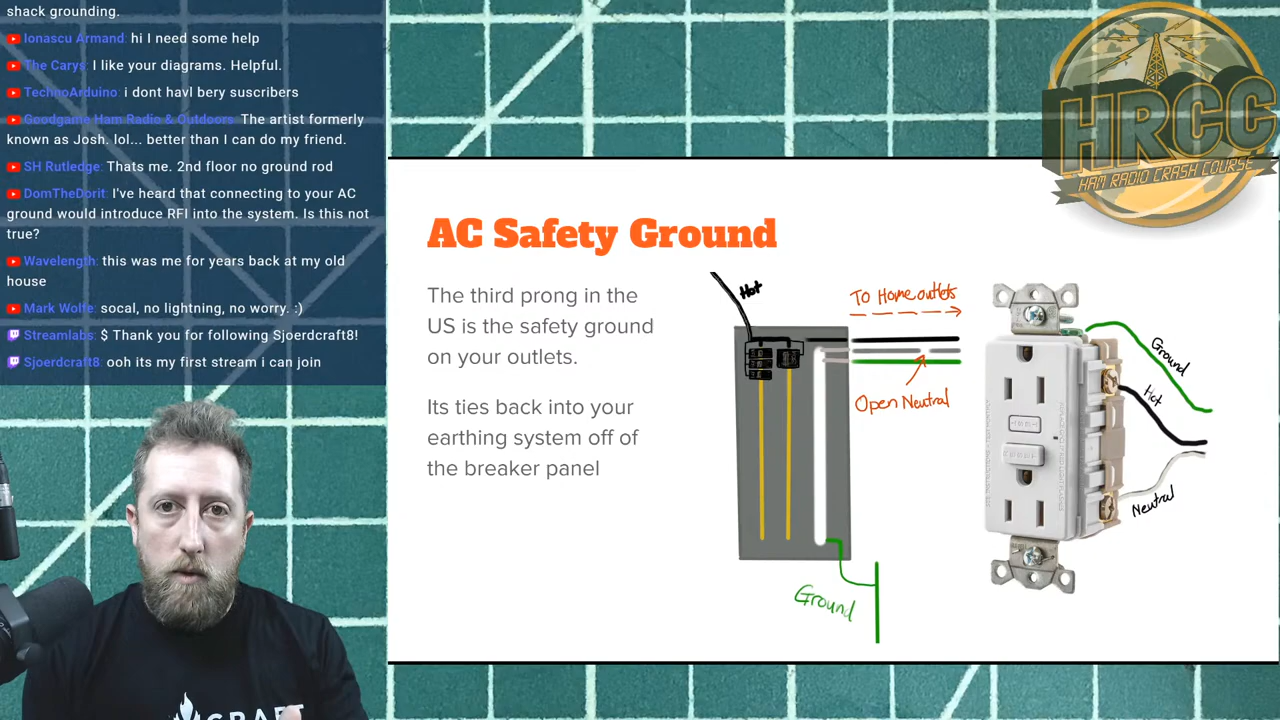 shack grounding.
Ionascu Armand: hi I need some help
The Carys: I like your diagrams. Helpful.
TechnoArduino: i dont havl bery suscribers
Goodgame Ham Radio & Outdoors: The artist formerly
known as Josh. lol... better than I can do my friend.
SH Rutledge: Thats me. 2nd floor no ground rod
DomTheDorit: I've heard that connecting to your AC
ground would introduce RFI into the system. Is this not
true?
Wavelength: this was me for years back at my old
house
Mark Wolfe: socal, no lightning, no worry. :)
Streamlabs: $ Thank you for following Sjoerdcraft8!
Sjoerdcraft8: ooh its my first stream i can join
HRCC
HAM RADIO CRASH COURSE
AC Safety Ground
The third prong in the
US is the safety ground
on your outlets.
Its ties back into your
earthing system off of
the breaker panel
Hot
To Home outlets
Open Neutral
Ground
Ground
Hot
Neutral
CRAFT